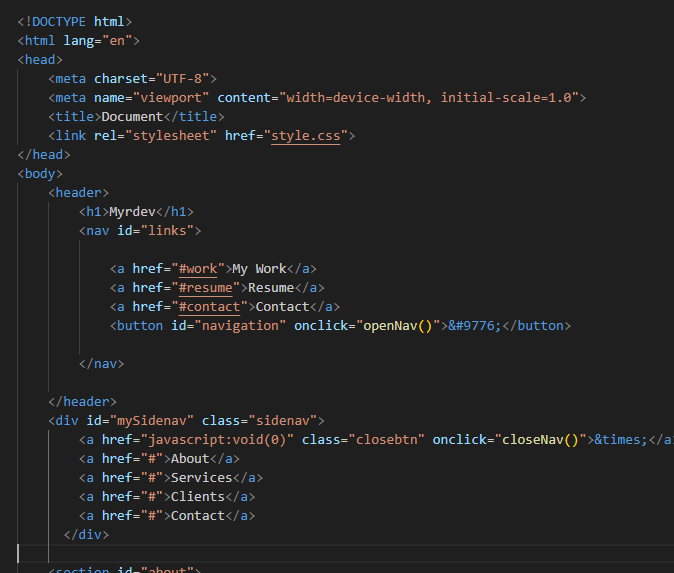 <!DOCTYPE html>
<html lang="en">
<head>
    <meta charset="UTF-8">
    <meta name="viewport" content="width=device-width, initial-scale=1.0">
    <title>Document</title>
    <link rel="stylesheet" href="style.css">
</head>
<body>
    <header>
        <h1>Myrdev</h1>
        <nav id="links">
            <a href="#work">My Work</a>
            <a href="#resume">Resume</a>
            <a href="#contact">Contact</a>
            <button id="navigation" onclick="openNav()">&#9776;</button>
        </nav>
    </header>
    <div id="mySidenav" class="sidenav">
        <a href="javascript:void(0)" class="closebtn" onclick="closeNav()">&times;</a
        <a href="#">About</a>
        <a href="#">Services</a>
        <a href="#">Clients</a>
        <a href="#">Contact</a>
      </div>
    <section id="about">